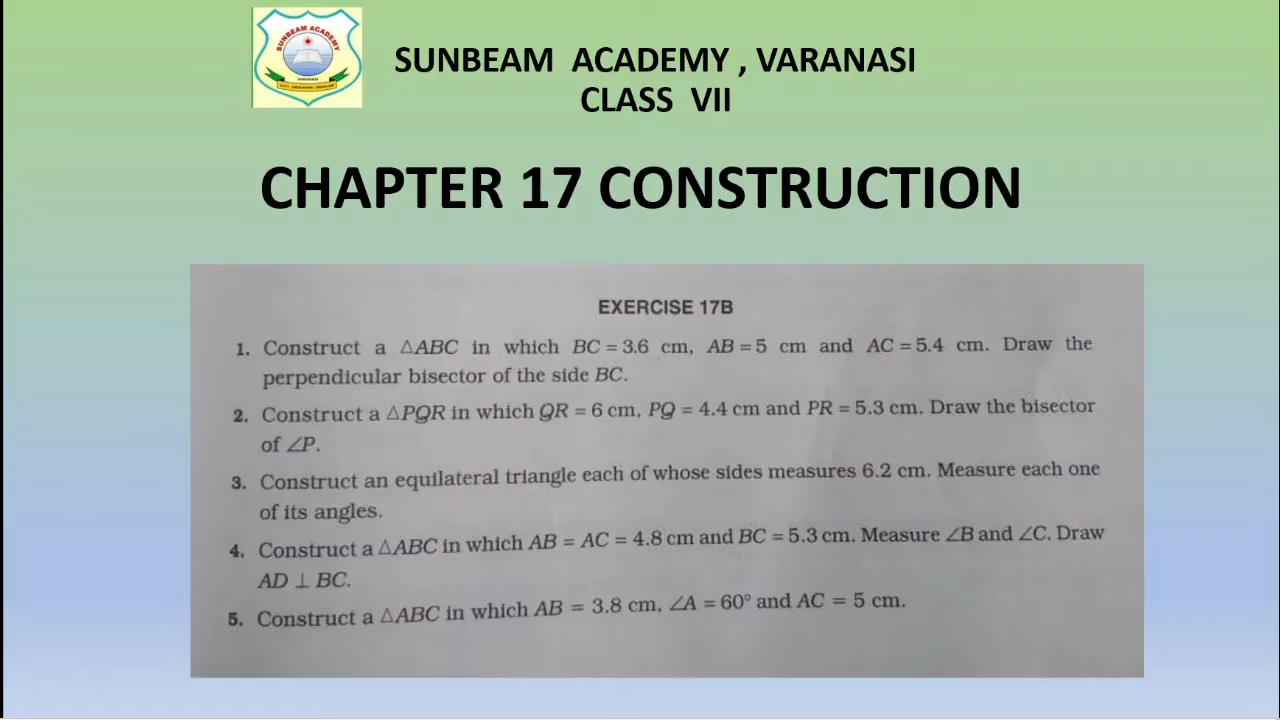 SUNBEAM ACADEMY
VARANASI
SUNBEAM ACADEMY , VARANASI
CLASS VII
CHAPTER 17 CONSTRUCTION
EXERCISE 17B
1. Construct a △ABC in which BC = 3.6 cm, AB = 5 cm and AC = 5.4 cm. Draw the
perpendicular bisector of the side BC.
2. Construct a △PQR in which QR = 6 cm, PQ = 4.4 cm and PR = 5.3 cm. Draw the bisector
of ∠P.
3. Construct an equilateral triangle each of whose sides measures 6.2 cm. Measure each one
of its angles.
4. Construct a △ABC in which AB = AC = 4.8 cm and BC = 5.3 cm. Measure ∠B and ∠C. Draw
AD ⊥ BC.
5. Construct a △ABC in which AB = 3.8 cm, ∠A = 60° and AC = 5 cm.